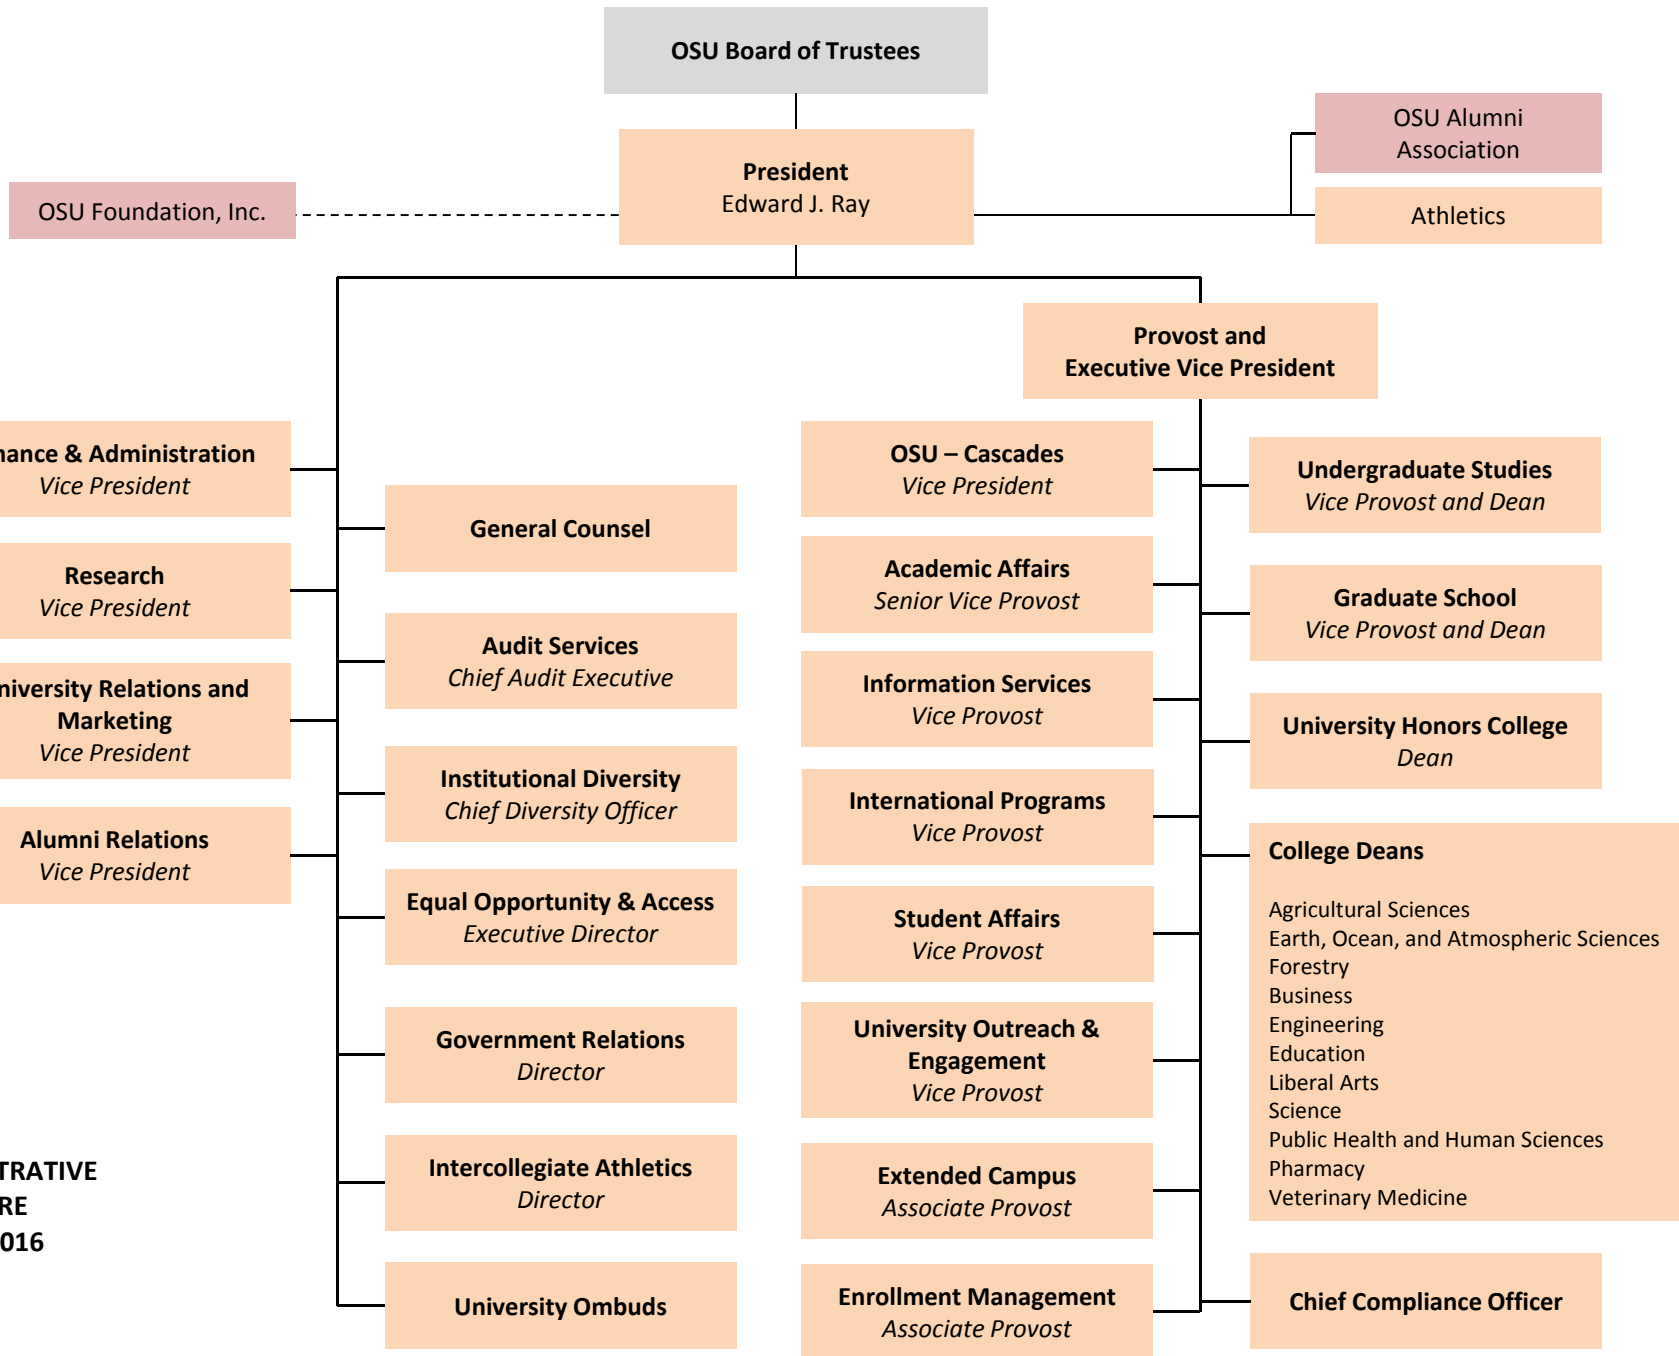 OSU Board of Trustees
President
Edward J. Ray
OSU Alumni
Association
Athletics
OSU Foundation, Inc.
Provost and
Executive Vice President
nance & Administration
Vice President
Research
Vice President
niversity Relations and
Marketing
Vice President
Alumni Relations
Vice President
General Counsel
Audit Services
Chief Audit Executive
Institutional Diversity
Chief Diversity Officer
Equal Opportunity & Access
Executive Director
Government Relations
Director
Intercollegiate Athletics
Director
University Ombuds
OSU – Cascades
Vice President
Academic Affairs
Senior Vice Provost
Information Services
Vice Provost
International Programs
Vice Provost
Student Affairs
Vice Provost
University Outreach &
Engagement
Vice Provost
Extended Campus
Associate Provost
Enrollment Management
Associate Provost
Undergraduate Studies
Vice Provost and Dean
Graduate School
Vice Provost and Dean
University Honors College
Dean
College Deans
Agricultural Sciences
Earth, Ocean, and Atmospheric Sciences
Forestry
Business
Engineering
Education
Liberal Arts
Science
Public Health and Human Sciences
Pharmacy
Veterinary Medicine
Chief Compliance Officer
TRATIVE
RE
016